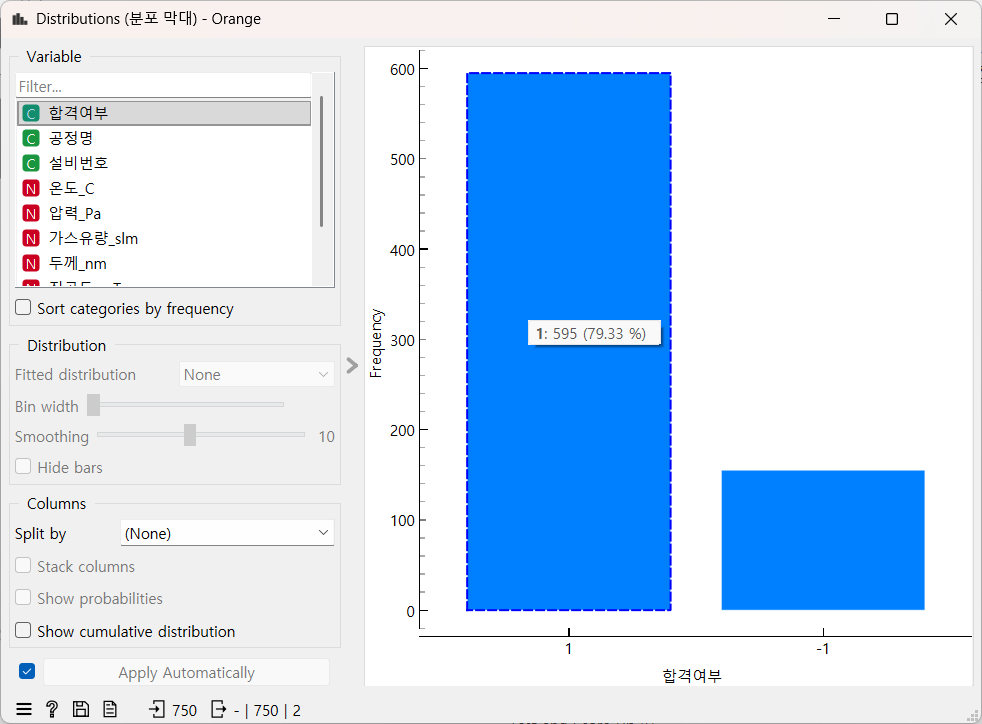 Distributions (분포 막대) - Orange
Variable
Filter...
C 합격여부
C 공정명
C 설비번호
N 온도_C
N 압력_Pa
N 가스유량_slm
N 두께_nm
N
Sort categories by frequency
Distribution
Fitted distribution None
Bin width
Smoothing 10
Hide bars
Columns
Split by (None)
Stack columns
Show probabilities
Show cumulative distribution
Apply Automatically
750 - | 750 | 2
600
500
400
300
200
100
0
Frequency
1: 595 (79.33 %)
1 -1
합격여부